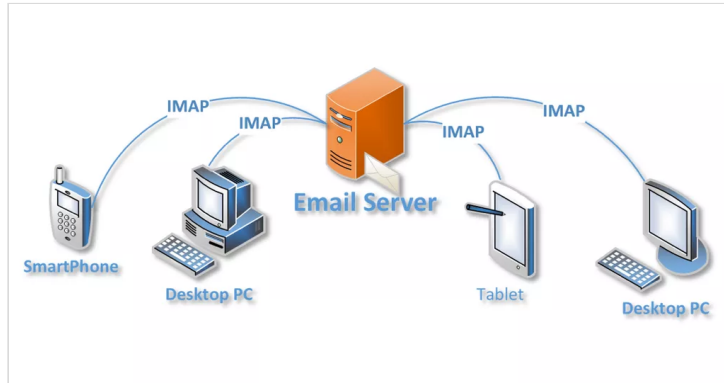 IMAP
IMAP
IMAP
IMAP
Email Server
SmartPhone
Desktop PC
Tablet
Desktop PC